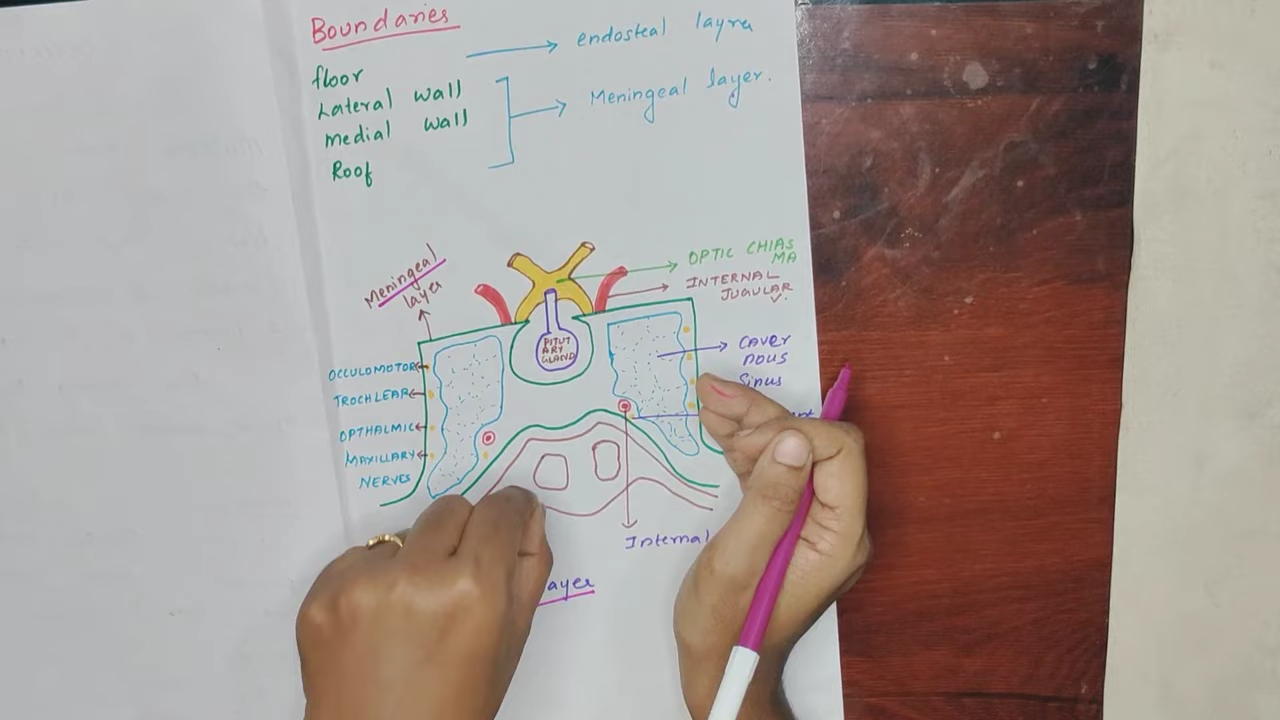 Boundaries
floor
endosteal layra
Lateral wall
Medial wall
Meningeal layer.
Roof
Meningeal
layer
OPTIC CHIAS
MA
INTERNAL
JUGULAR
V.
PITUT
ARY
GLAND
CAVER
NOUS
Sinus
OCCULOMOTOR
TROCHLEAR
OPTHALMIC
MAXILLARY
NERVES
Internal
ayer